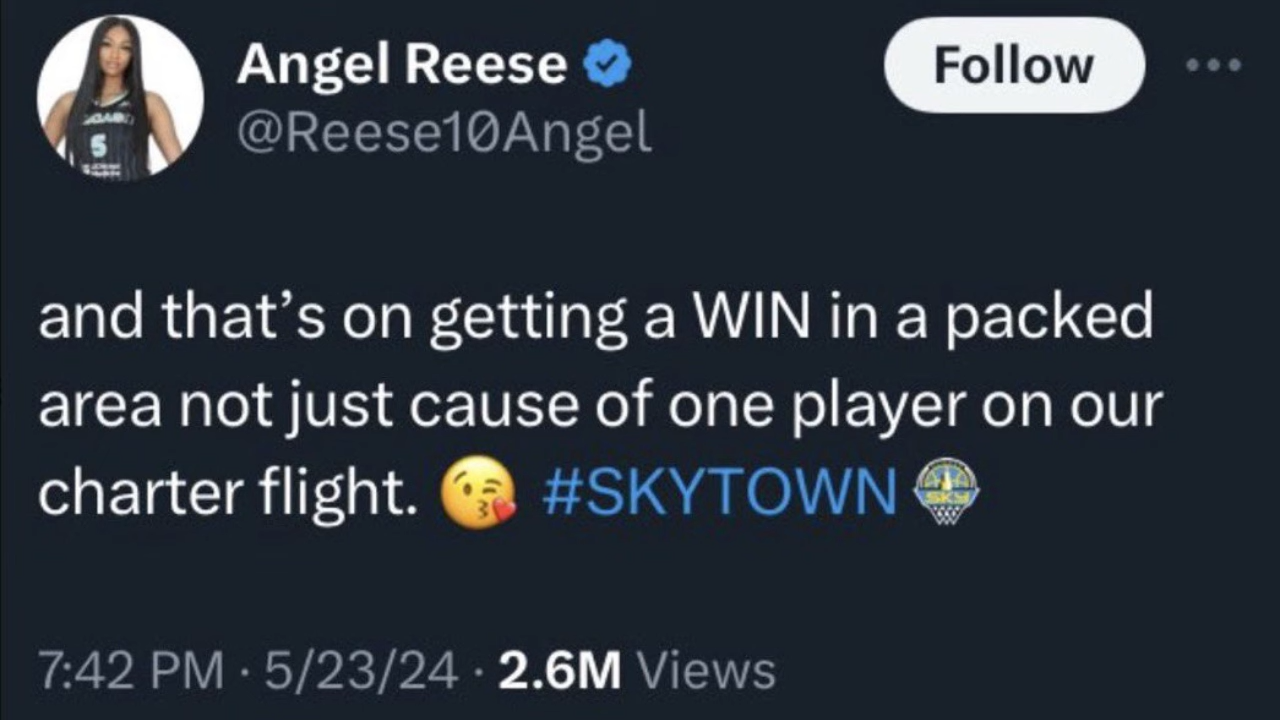 Angel Reese
Follow
@Reese10Angel
and that’s on getting a WIN in a packed
area not just cause of one player on our
charter flight. 😘 #SKYTOWN
SKY
7:42 PM · 5/23/24 · 2.6M Views